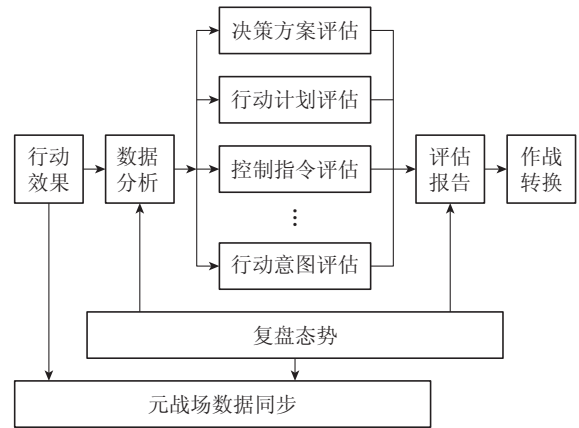 决策方案评估
行动计划评估
行动
效果
数据
分析
控制指令评估
评估
报告
作战
转换
⋮
行动意图评估
复盘态势
元战场数据同步